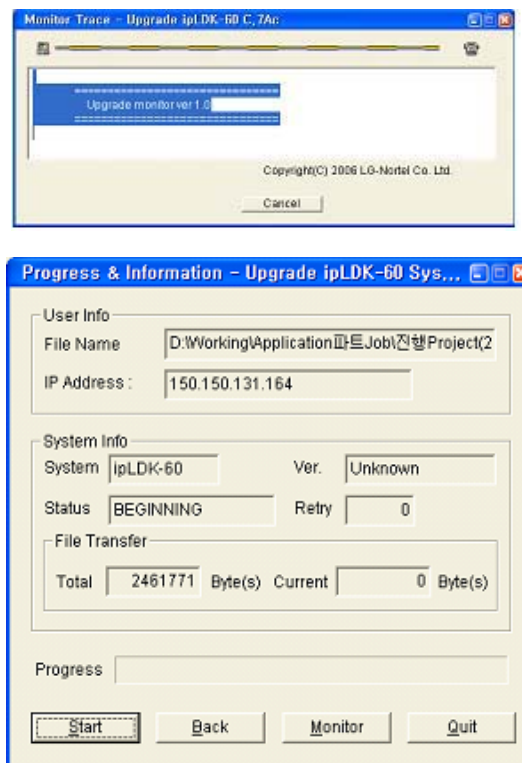 Monitor Trace - Upgrade ipLDK-60 C,7Ac
==============================
Upgrade monitor ver 1.0
==============================
Copyright(C) 2006 LG-Nortel Co. Ltd.
Cancel
Progress & Information - Upgrade ipLDK-60 Sys...
User Info
File Name D:\Working\Application파트Job\진행Project(2
IP Address : 150.150.131.164
System Info
System ipLDK-60 Ver. Unknown
Status BEGINNING Retry 0
File Transfer
Total 2461771 Byte(s) Current 0 Byte(s)
Progress
Start Back Monitor Quit